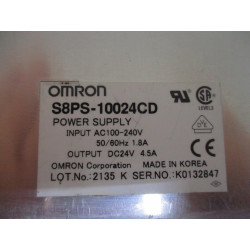 OMRON
S8PS-10024CD
POWER SUPPLY
INPUT AC100-240V
50/60Hz 1.8A
OUTPUT DC24V 4.5A
OMRON Corporation MADE IN KOREA
LOT.No.: 2135 K SER.NO.: K0132847